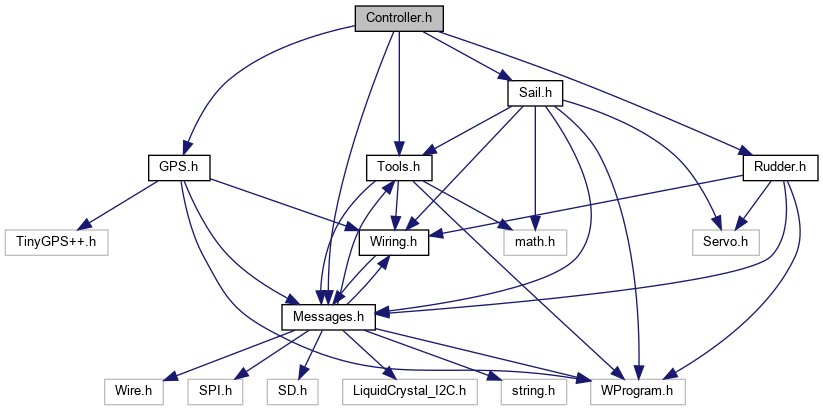 Controller.h
Sail.h
GPS.h
Tools.h
Rudder.h
TinyGPS++.h
Wiring.h
math.h
Servo.h
Messages.h
Wire.h
SPI.h
SD.h
LiquidCrystal_I2C.h
string.h
WProgram.h